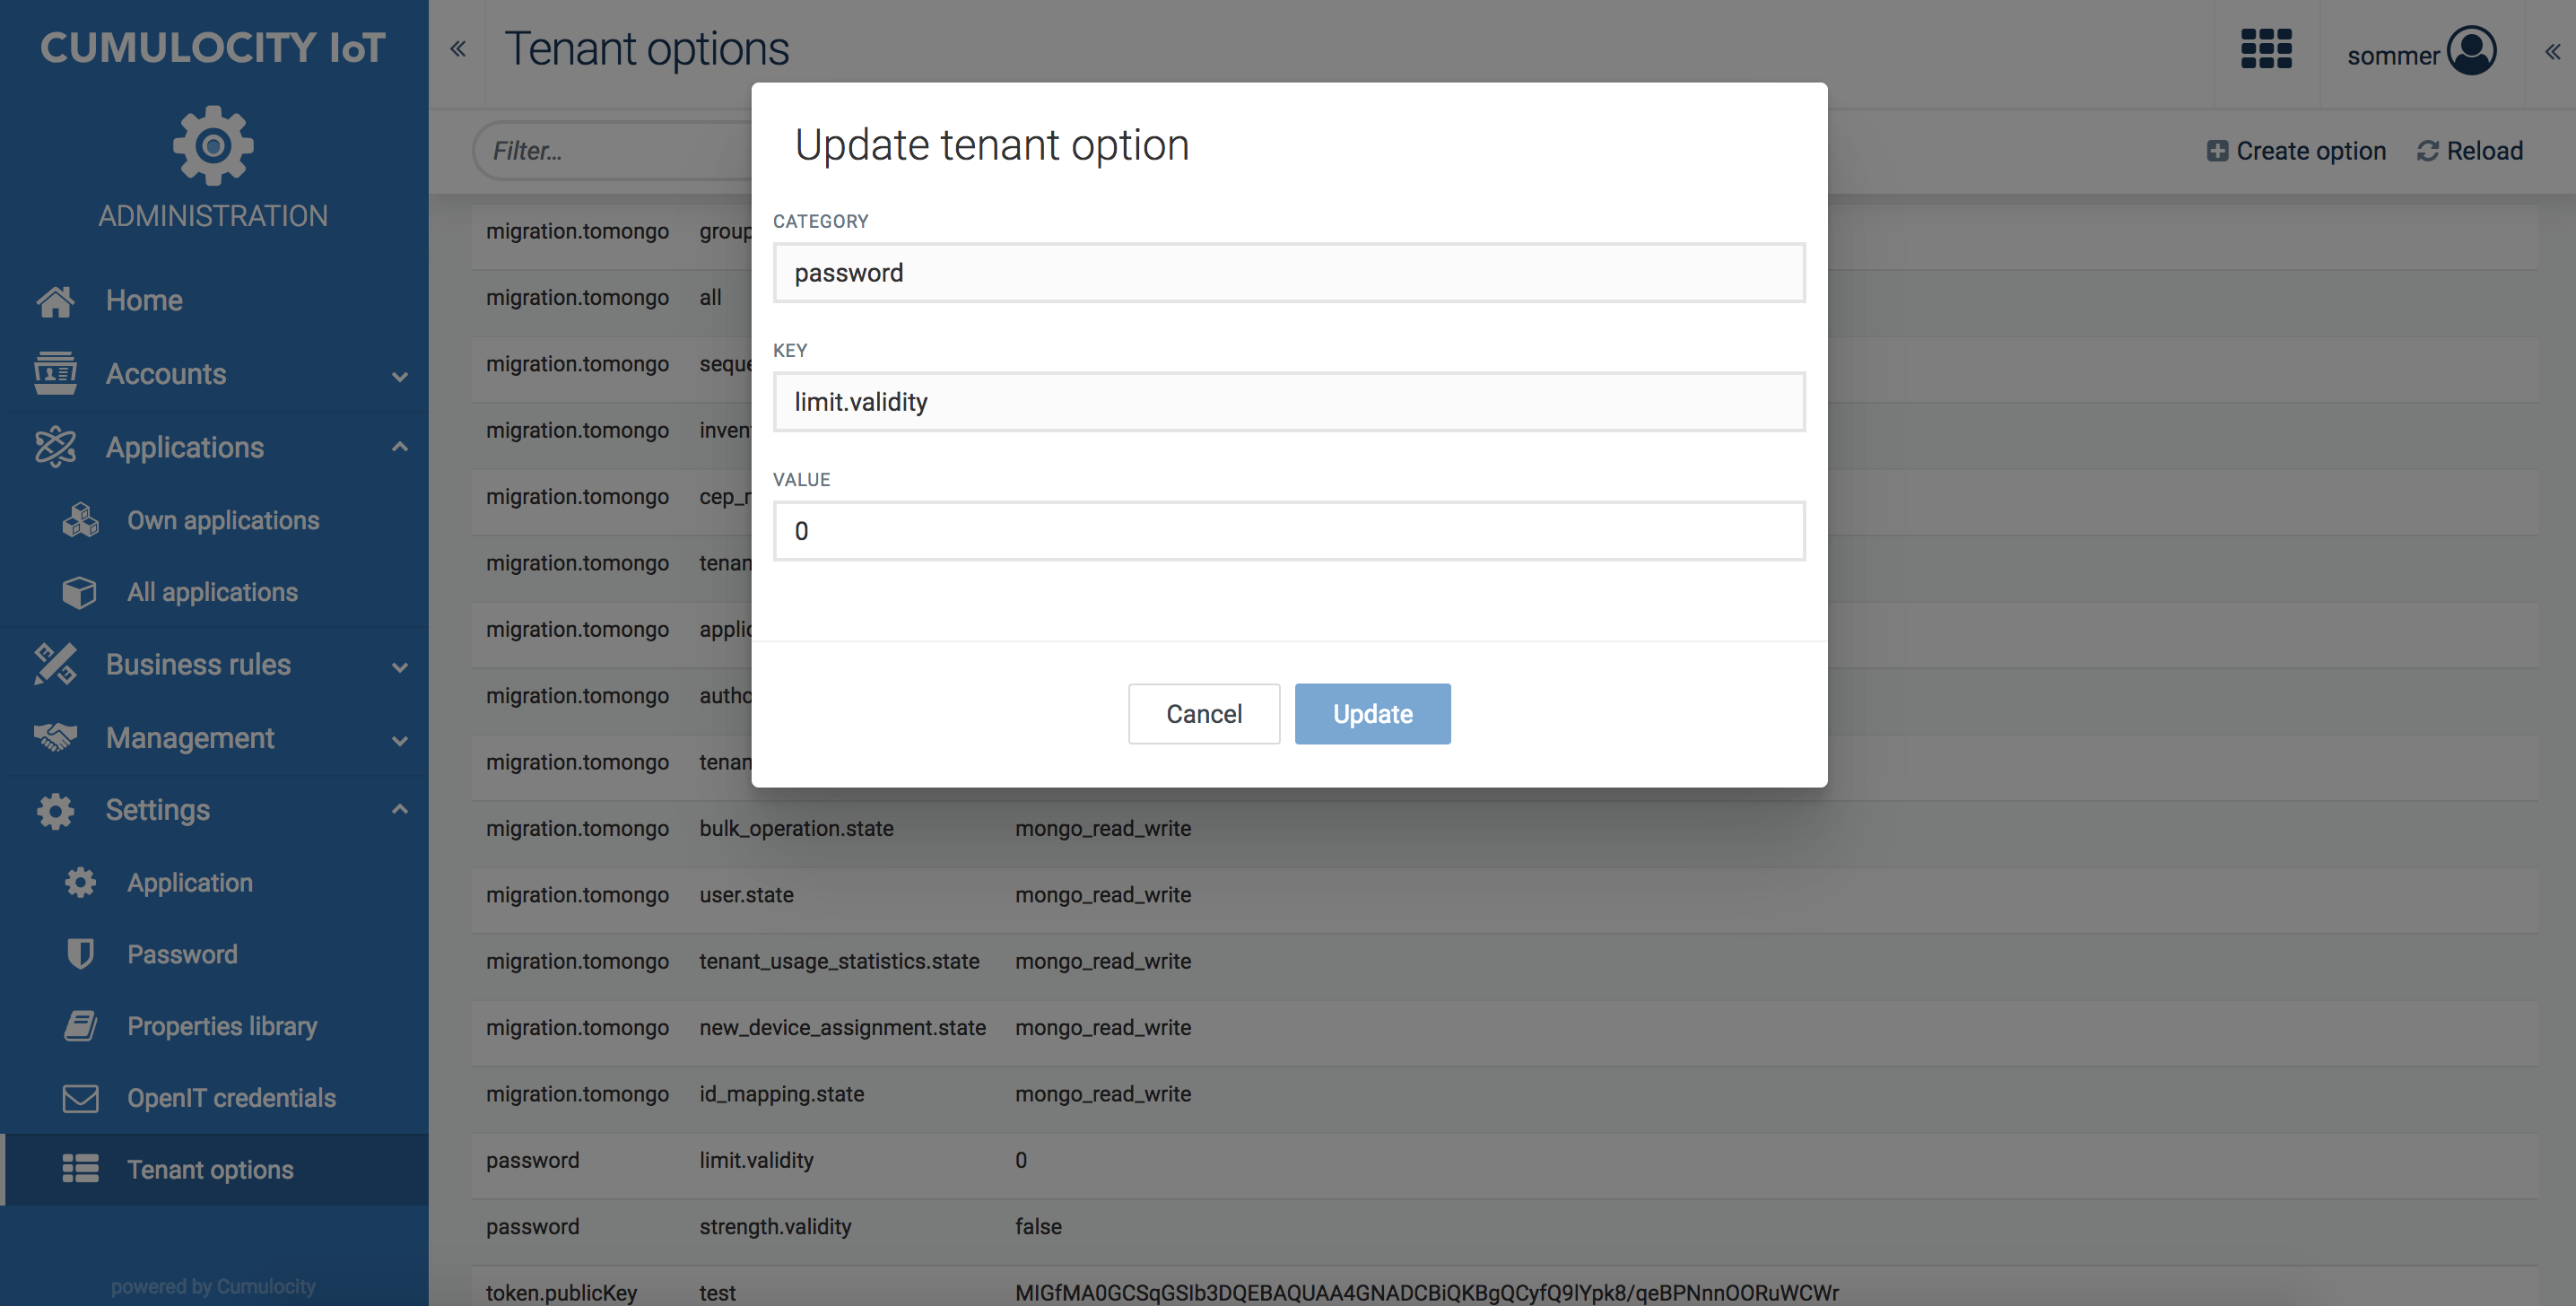 CUMULOCITY IoT
ADMINISTRATION
Home
Accounts
Applications
Own applications
All applications
Business rules
Management
Settings
Application
Password
Properties library
OpenIT credentials
Tenant options
powered by Cumulocity
Tenant options
sommer
Filter...
Create option
Reload
Update tenant option
CATEGORY
password
KEY
limit.validity
VALUE
0
Cancel
Update
migration.tomongo group
migration.tomongo all
migration.tomongo seque
migration.tomongo inven
migration.tomongo
migration.tomongo tenan
migration.tomongo applic
migration.tomongo autho
migration.tomongo tenan
migration.tomongo bulk_operation.state mongo_read_write
migration.tomongo user.state mongo_read_write
migration.tomongo tenant_usage_statistics.state mongo_read_write
migration.tomongo new_device_assignment.state mongo_read_write
migration.tomongo id_mapping.state mongo_read_write
password limit.validity 0
password strength.validity false
token.publicKey test MIGfMA0GCSqGSIb3DQEBAQUAA4GNADCBiQKBgQCyfQ9lYpk8/qeBPNnnOORuWCWr